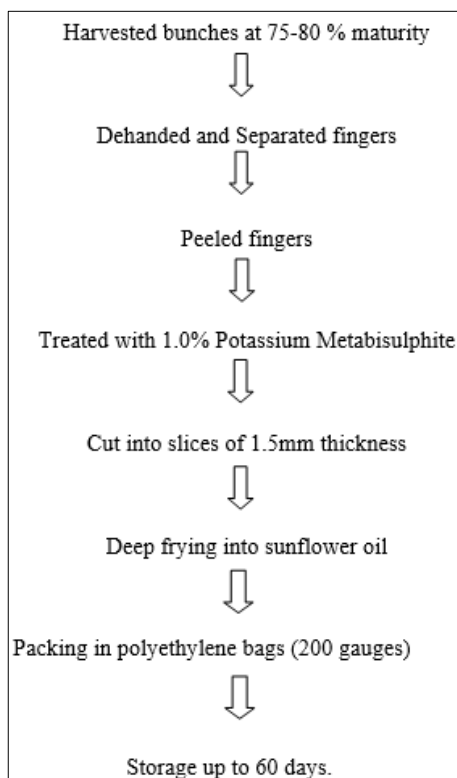 Harvested bunches at 75-80 % maturity
Dehanded and Separated fingers
Peeled fingers
Treated with 1.0% Potassium Metabisulphite
Cut into slices of 1.5mm thickness
Deep frying into sunflower oil
Packing in polyethylene bags (200 gauges)
Storage up to 60 days.